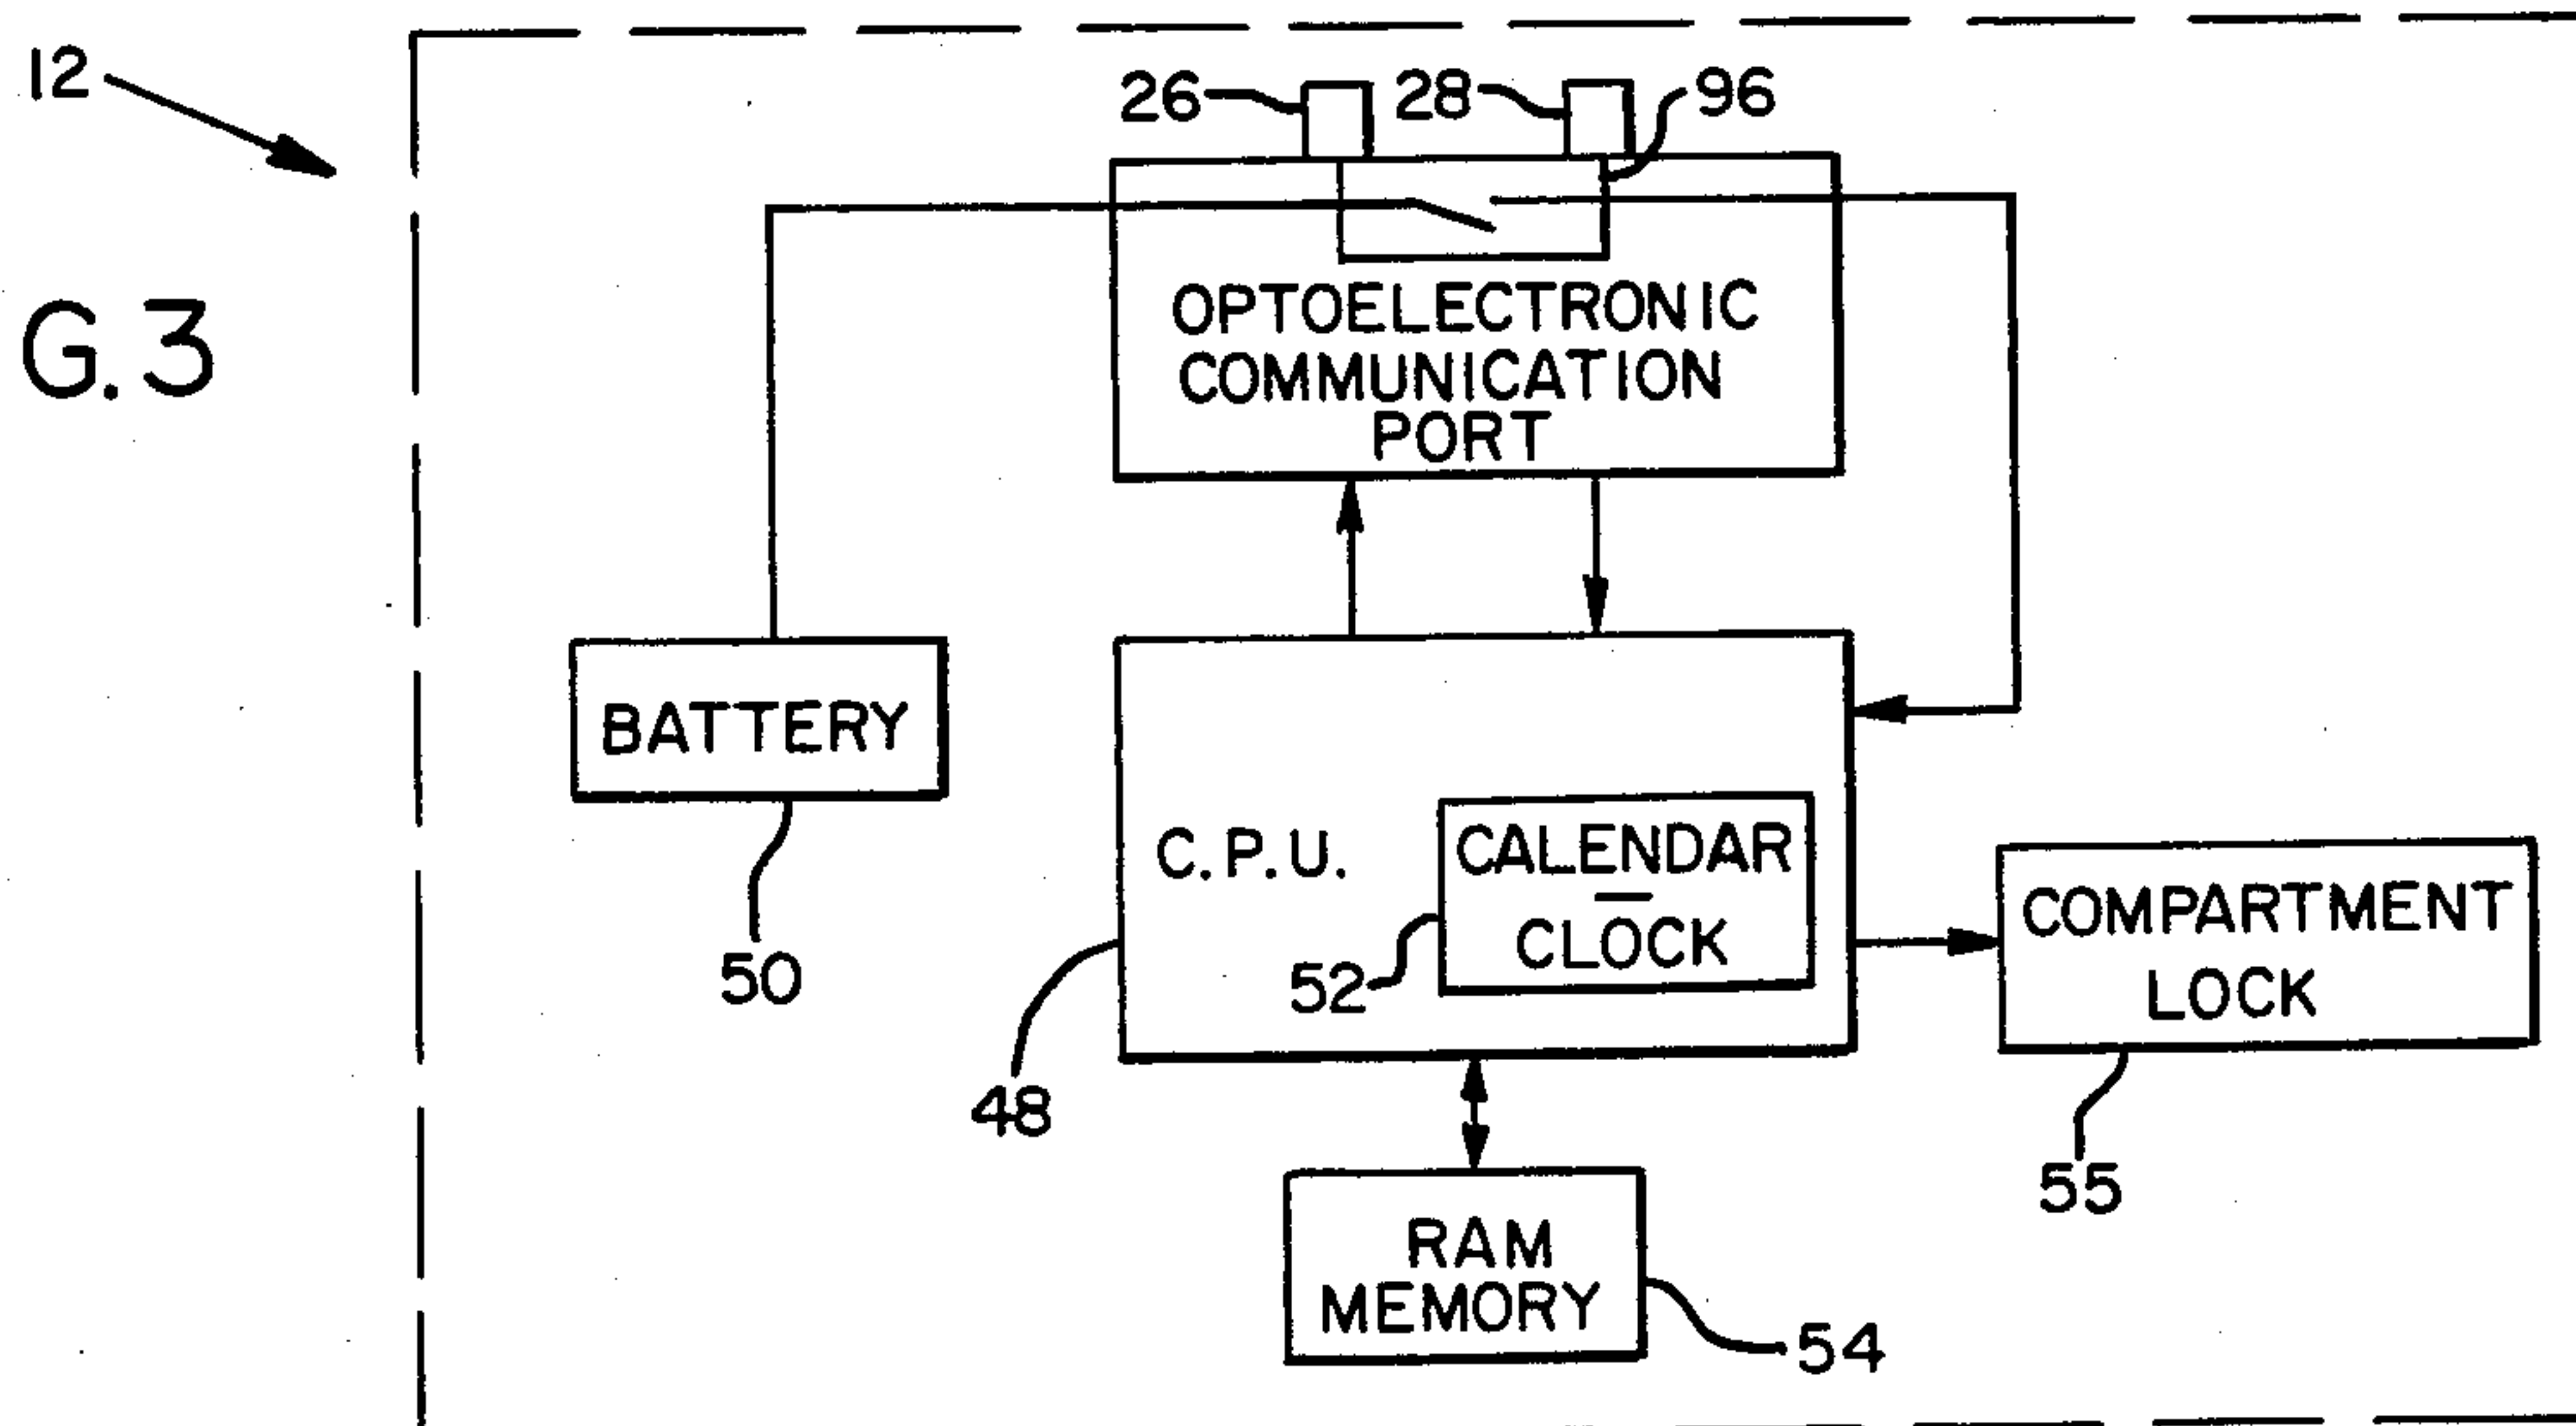 12
26
28
96
G.3
OPTOELECTRONIC
COMMUNICATION
PORT
BATTERY
50
C.P.U.
CALENDAR
—
CLOCK
52
48
COMPARTMENT
LOCK
55
RAM
MEMORY
54